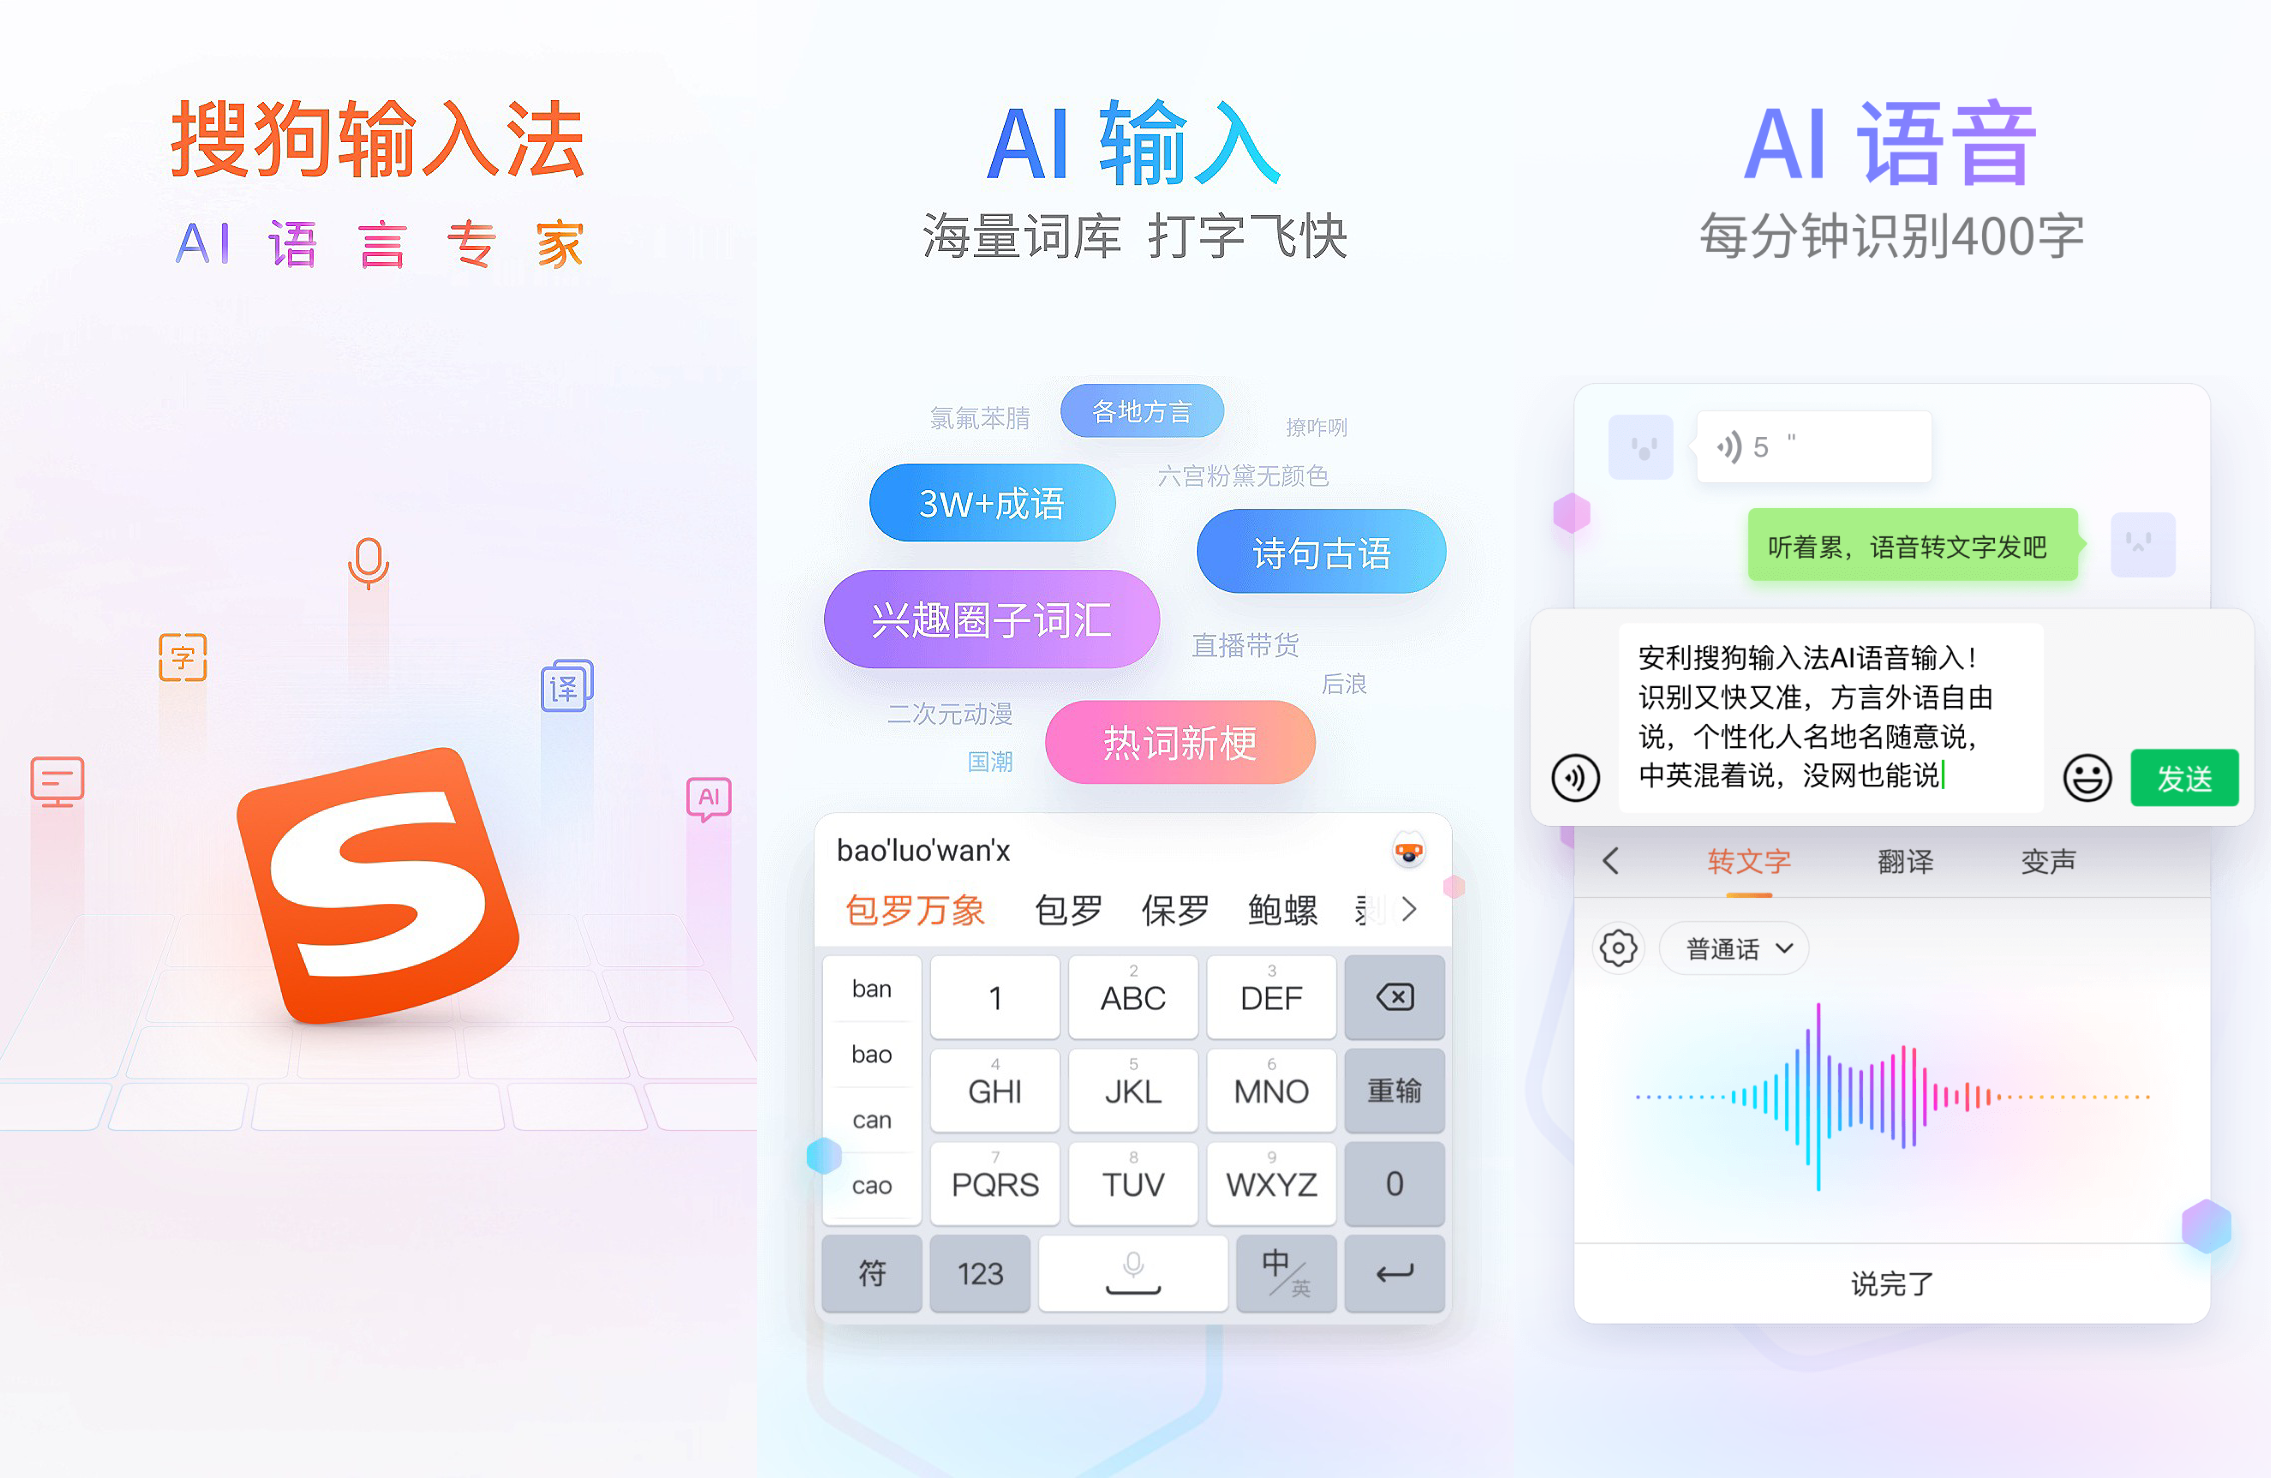 搜狗输入法
AI 语言专家
字
译
AI
S
AI 输入
海量词库 打字飞快
氯氟苯腈
各地方言
撩咋咧
3W+成语
六宫粉黛无颜色
诗句古语
兴趣圈子词汇
直播带货
后浪
二次元动漫
热词新梗
国潮
bao'luo'wan'x
包罗万象 包罗 保罗 鲍螺 剥
ban
bao
can
cao
1
2
ABC
3
DEF
4
GHI
5
JKL
6
MNO
重输
7
PQRS
8
TUV
9
WXYZ
0
符
123
中/英
AI 语音
每分钟识别400字
5 "
听着累，语音转文字发吧
安利搜狗输入法AI语音输入！
识别又快又准，方言外语自由
说，个性化人名地名随意说，
中英混着说，没网也能说
发送
转文字 翻译 变声
普通话
说完了